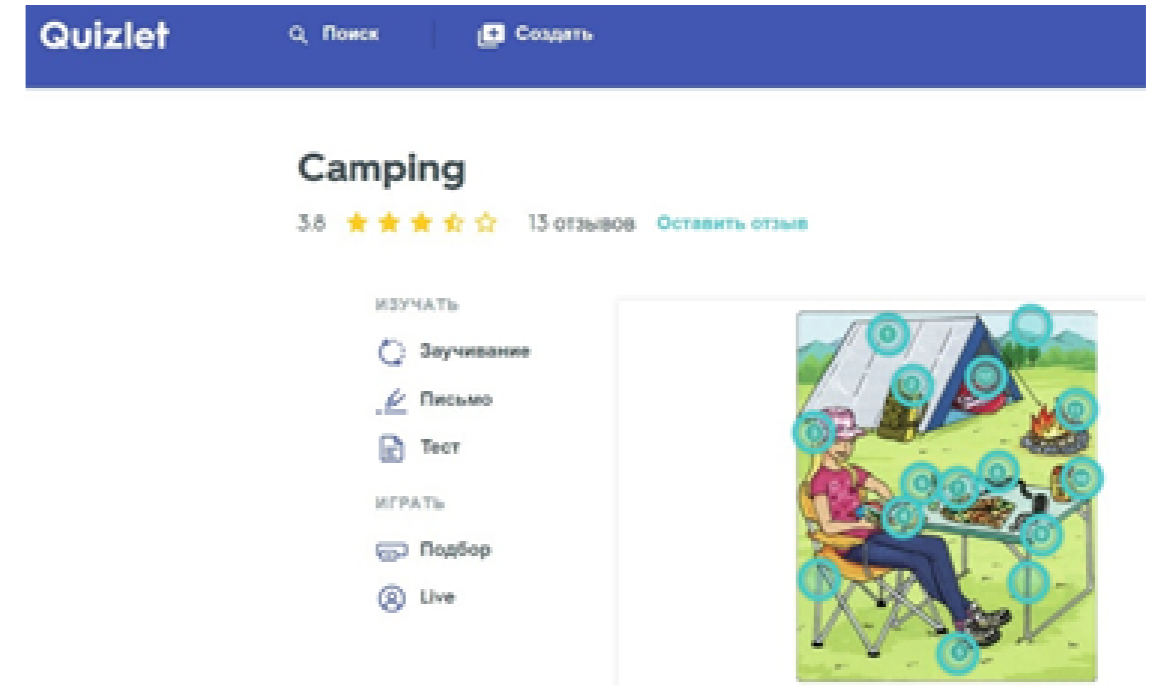 Quizlet
Поиск
Создать
Camping
3.8 13 отзывов Оставить отзыв
ИЗУЧАТЬ
Заучивание
Письмо
Тест
ИГРАТЬ
Подбор
Live